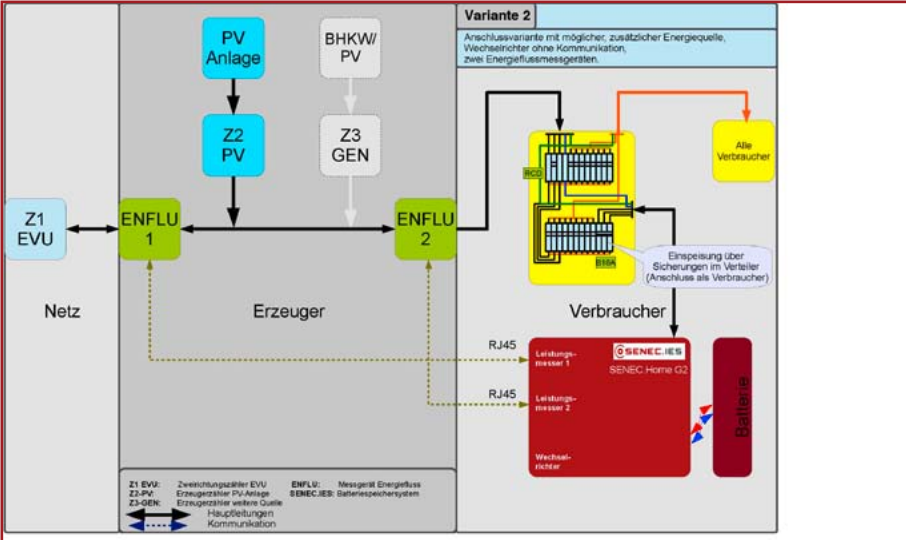 Variante 2
Anschlussvariante mit möglicher, zusätzlicher Energiequelle,
Wechselrichter ohne Kommunikation,
zwei Energieflussmessgeräten.
PV
Anlage
BHKW/
PV
Z2
PV
Z3
GEN
Z1
EVU
ENFLU
1
ENFLU
2
RCD
B16A
Alle
Verbraucher
Einspeisung über
Sicherungen im Verteiler
(Anschluss als Verbraucher)
Netz
Erzeuger
Verbraucher
RJ45
RJ45
Leistungs-
messer 1
Leistungs-
messer 2
Wechsel-
richter
SENEC.IES
SENEC.Home G2
Batterie
Z1 EVU: Zweirichtungszähler EVU
Z2-PV: Erzeugerzähler PV-Anlage
Z3-GEN: Erzeugerzähler weitere Quelle
ENFLU: Messgerät Energiefluss
SENEC.IES: Batteriespeichersystem
Hauptleitungen
Kommunikation